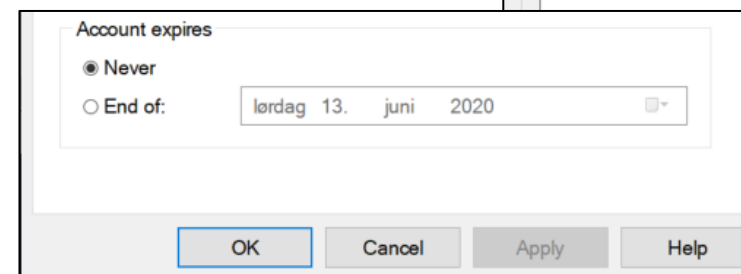 Account expires
Never
End of: lørdag 13. juni 2020
OK Cancel Apply Help